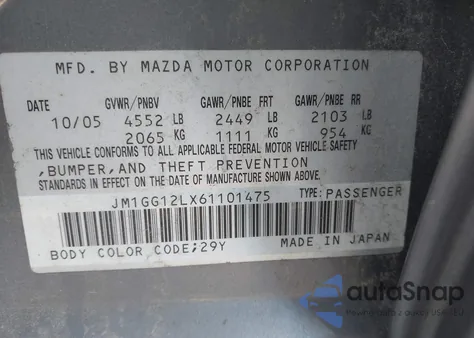 MFD. BY MAZDA MOTOR CORPORATION
DATE GVWR/PNBV GAWR/PNBE FRT GAWR/PNBE RR
10/05 4552 LB 2449 LB 2103 LB
2065 KG 1111 KG 954 KG
THIS VEHICLE CONFORMS TO ALL APPLICABLE FEDERAL MOTOR VEHICLE SAFETY
,BUMPER,AND THEFT PREVENTION
STANDARDS IN EFFECT ON THE DATE OF MANUFACTURE SHOWN ABOVE.
JM1GG12LX61101475 TYPE:PASSENGER
BODY COLOR CODE;29Y MADE IN JAPAN
autoSnap